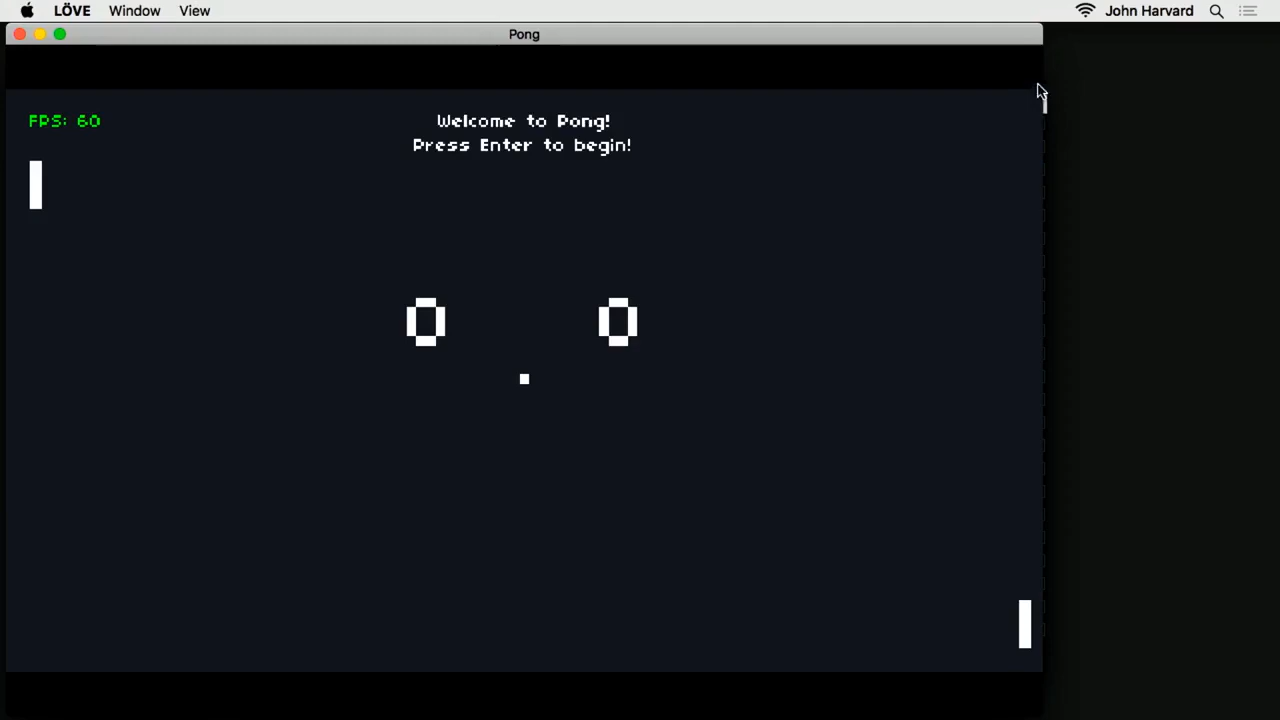 LÖVE Window View John Harvard
Pong
FPS: 60
Welcome to Pong!
Press Enter to begin!
0 0